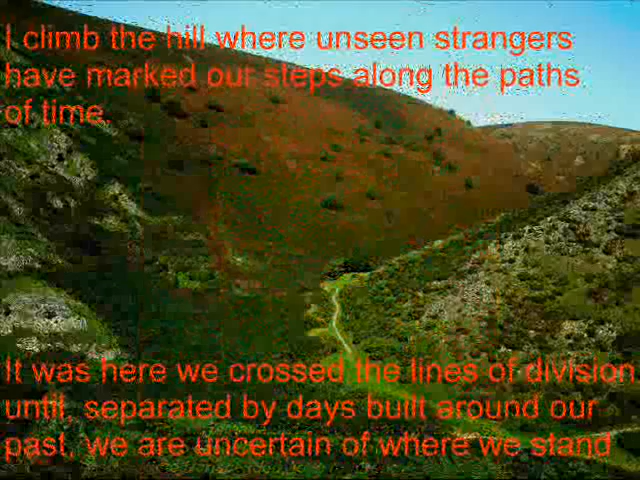 I climb the hill where unseen strangers
have marked our steps along the paths
of time.
It was here we crossed the lines of division
until, separated by days built around our
past, we are uncertain of where we stand